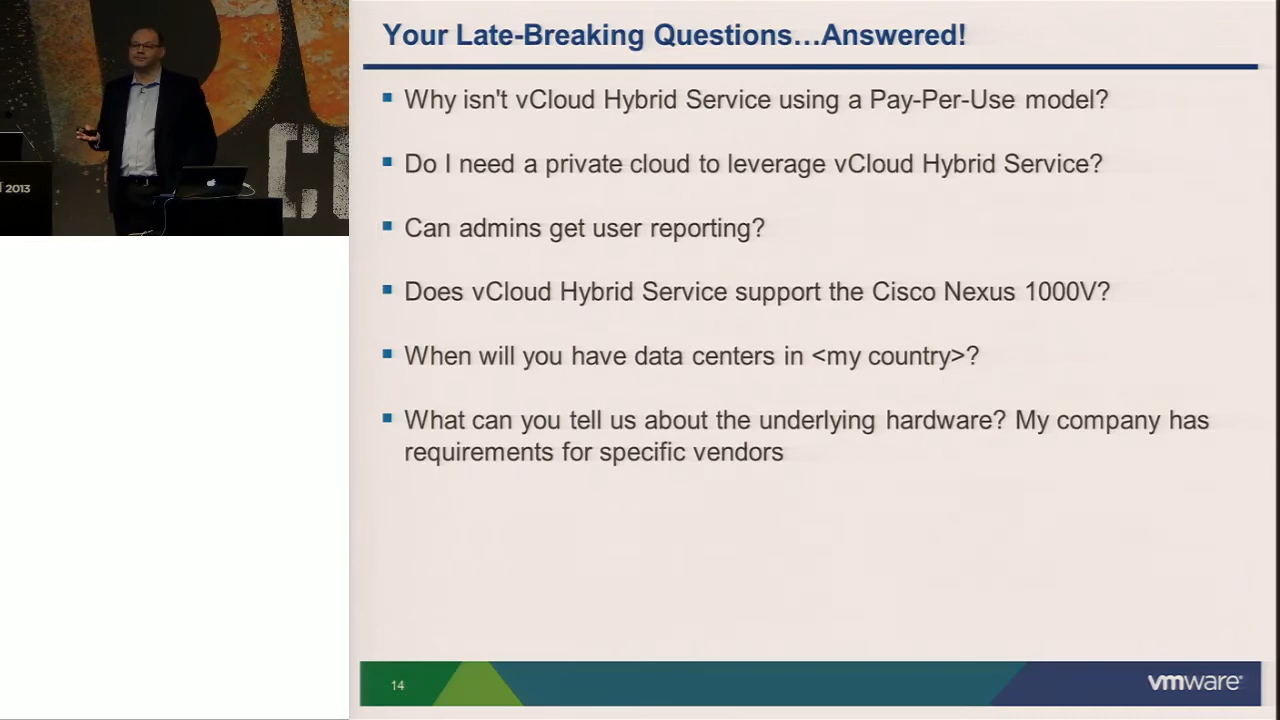 Your Late-Breaking Questions…Answered!
Why isn't vCloud Hybrid Service using a Pay-Per-Use model?
Do I need a private cloud to leverage vCloud Hybrid Service?
Can admins get user reporting?
Does vCloud Hybrid Service support the Cisco Nexus 1000V?
When will you have data centers in <my country>?
What can you tell us about the underlying hardware? My company has
requirements for specific vendors
14
vmware
2013